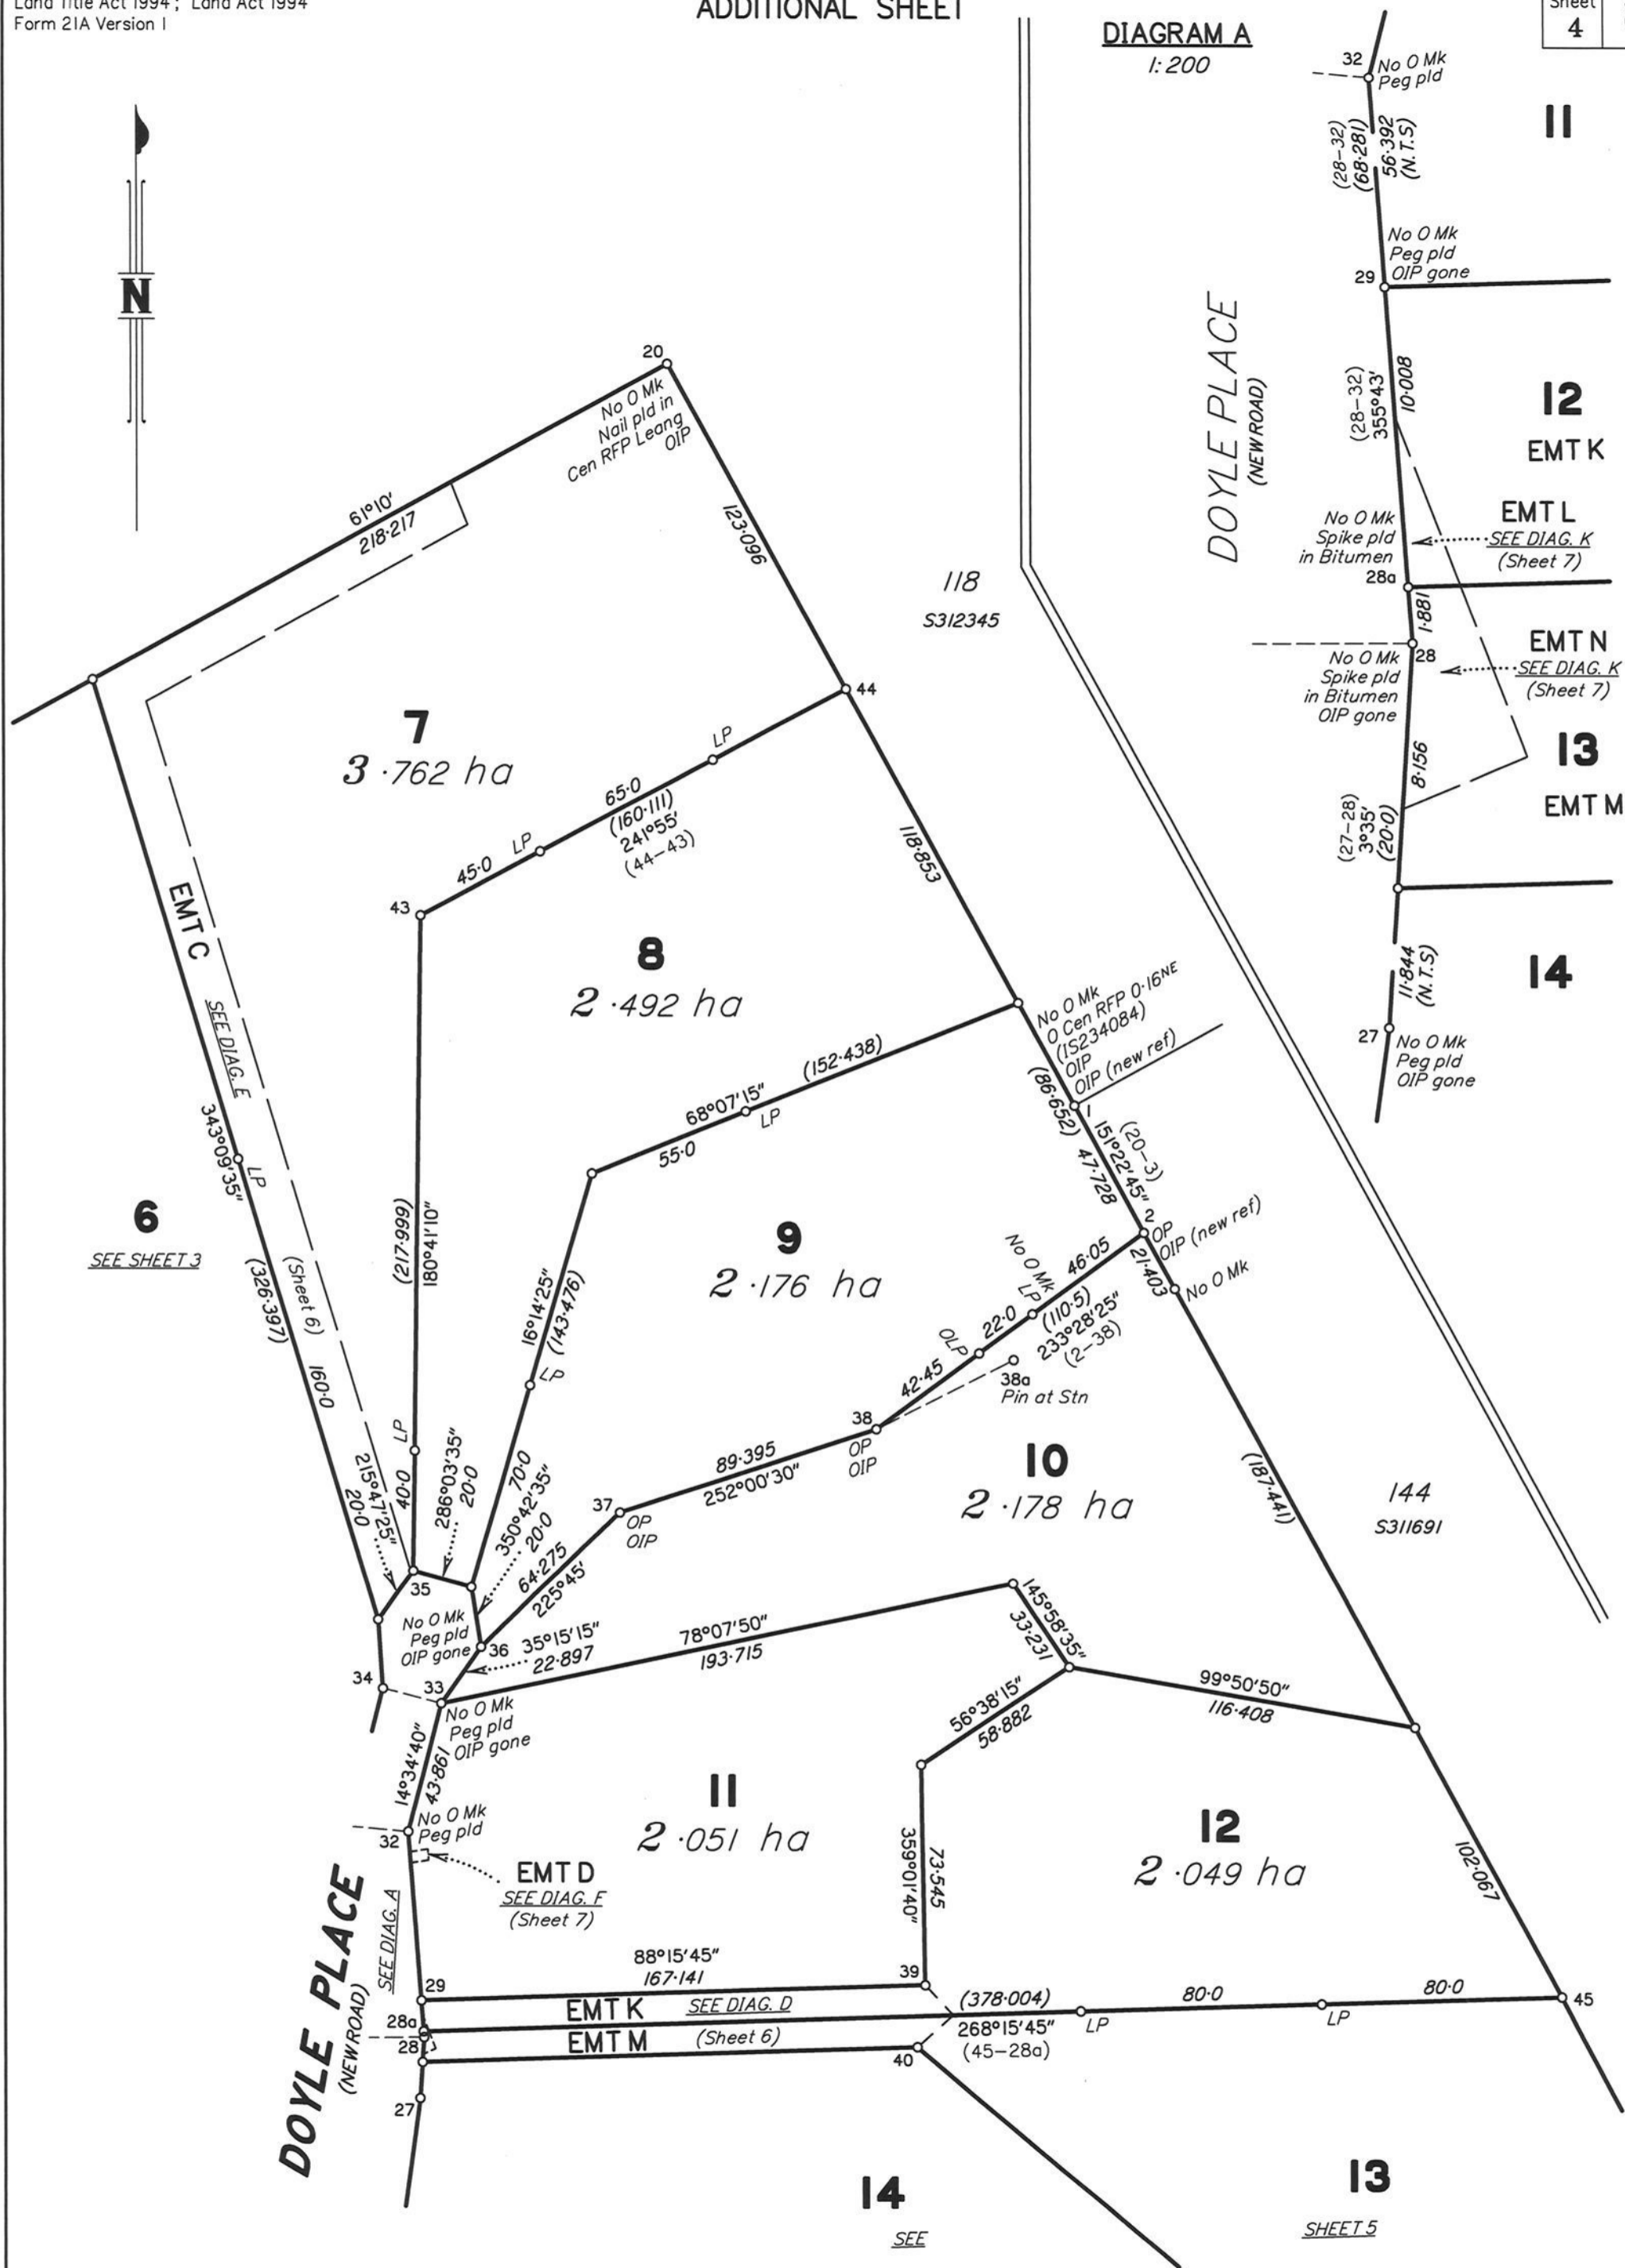 Land Title Act 1994; Land Act 1994
Form 21A Version 1
ADDITIONAL SHEET
Sheet
4
DIAGRAM A
1:200
32
No O Mk
Peg pld
(28-32)
(68·281)
56·392
(N.T.S)
11
No O Mk
Peg pld
OIP gone
29
DOYLE PLACE
(NEW ROAD)
(28-32)
355°43'
10·008
12
EMT K
EMT L
SEE DIAG. K
(Sheet 7)
No O Mk
Spike pld
in Bitumen
28a
1·881
28
EMT N
SEE DIAG. K
(Sheet 7)
No O Mk
Spike pld
in Bitumen
OIP gone
8·156
13
EMT M
(27-28)
3°35'
(20·0)
14
11·844
(N.T.S)
27
No O Mk
Peg pld
OIP gone
N
20
No O Mk
Nail pld in
Cen RFP Leang
OIP
61°10'
218·217
123·096
118
S312345
44
7
3·762 ha
LP
65·0
(160·111)
241°55'
(44-43)
LP
45·0
43
118·853
EMT C
SEE DIAG. E
(Sheet 6)
8
2·492 ha
No O Mk
O Cen RFP 0·16NE
(IS234084)
OIP
OIP (new ref)
(152·438)
68°07'15"
LP
55·0
(86·652)
1
(20-3)
151°22'45"
47·728
343°09'35"
LP
(326·397)
160·0
6
SEE SHEET 3
(217·999)
180°41'10"
9
2·176 ha
2
OP
OIP (new ref)
21·403
No O Mk
No O Mk
LP
46·05
(110·5)
233°28'25"
(2-38)
22·0
OLP
42·45
38a
Pin at Stn
16°14'25"
(143·476)
LP
70·0
38
OP
OIP
89·395
252°00'30"
37
OP
OIP
10
2·178 ha
(187·441)
144
S311691
LP
40·0
215°47'25"
20·0
286°03'35"
20·0
350°42'35"
20·0
64·275
225°45'
35
No O Mk
Peg pld
OIP gone
36
35°15'15"
22·897
34
33
No O Mk
Peg pld
OIP gone
78°07'50"
193·715
145°58'35"
33·231
99°50'50"
116·408
56°38'15"
58·882
14°34'40"
43·861
No O Mk
Peg pld
32
11
2·051 ha
EMT D
SEE DIAG. F
(Sheet 7)
12
2·049 ha
359°01'40"
73·545
102·067
DOYLE PLACE
(NEW ROAD)
SEE DIAG. A
88°15'45"
167·141
29
39
EMT K
SEE DIAG. D
(378·004)
80·0
80·0
45
28a
28
EMT M
(Sheet 6)
268°15'45"
(45-28a)
LP
LP
40
27
14
SEE
13
SHEET 5